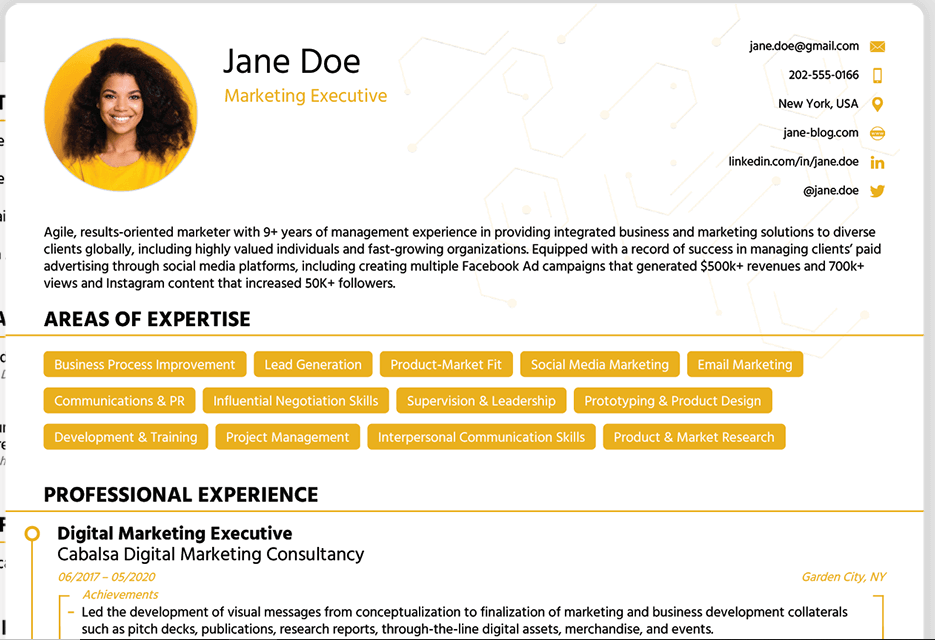 Jane Doe
Marketing Executive
jane.doe@gmail.com
202-555-0166
New York, USA
jane-blog.com
linkedin.com/in/jane.doe
@jane.doe
Agile, results-oriented marketer with 9+ years of management experience in providing integrated business and marketing solutions to diverse
clients globally, including highly valued individuals and fast-growing organizations. Equipped with a record of success in managing clients’ paid
advertising through social media platforms, including creating multiple Facebook Ad campaigns that generated $500k+ revenues and 700k+
views and Instagram content that increased 50K+ followers.
AREAS OF EXPERTISE
Business Process Improvement Lead Generation Product-Market Fit Social Media Marketing Email Marketing
Communications & PR Influential Negotiation Skills Supervision & Leadership Prototyping & Product Design
Development & Training Project Management Interpersonal Communication Skills Product & Market Research
PROFESSIONAL EXPERIENCE
Digital Marketing Executive
Cabalsa Digital Marketing Consultancy
06/2017 – 05/2020 Garden City, NY
Achievements
– Led the development of visual messages from conceptualization to finalization of marketing and business development collaterals
such as pitch decks, publications, research reports, through-the-line digital assets, merchandise, and events.